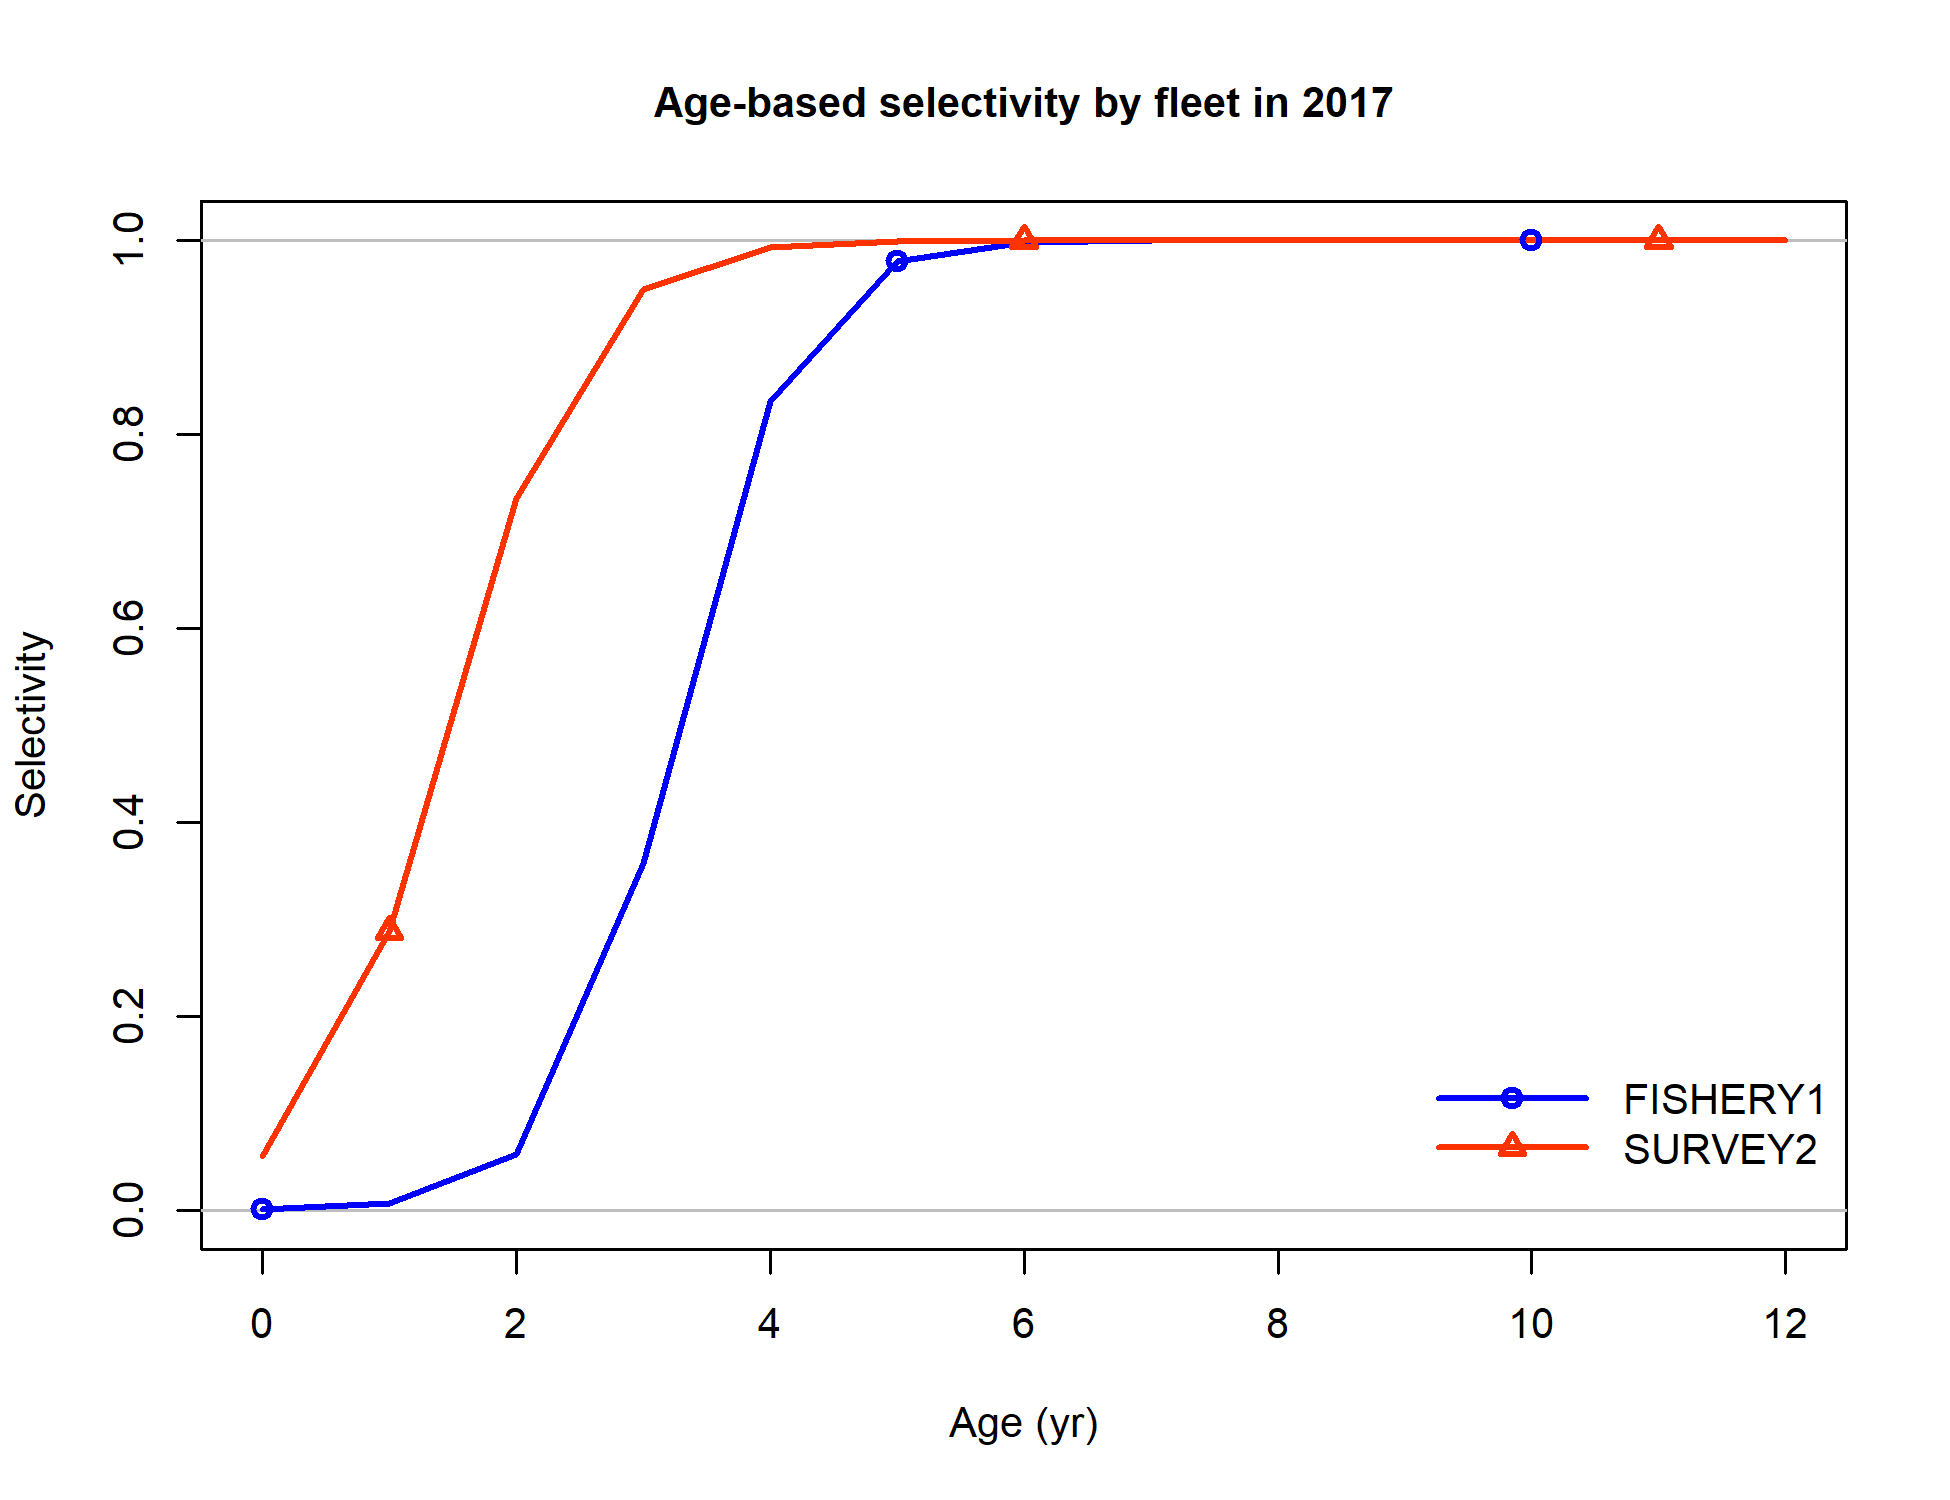 Age-based selectivity by fleet in 2017
Selectivity
1.0
0.8
0.6
0.4
0.2
0.0
FISHERY1
SURVEY2
0 2 4 6 8 10 12
Age (yr)